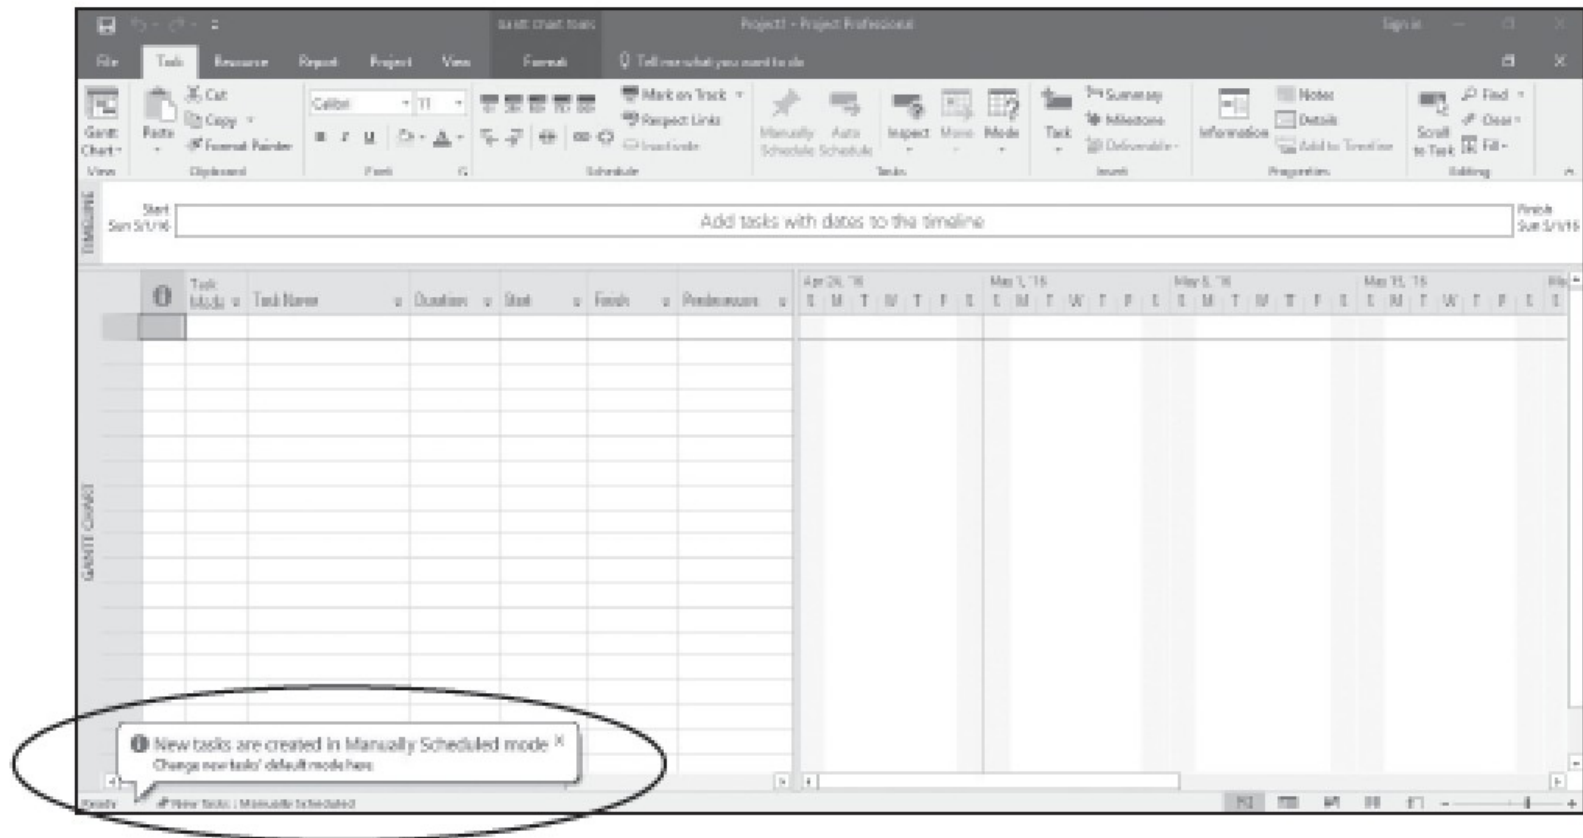 Gantt Chart Tools
Project1 - Project Professional
Sign in
File Task Resource Report Project View Format Tell me what you want to do
Cut
Copy
Format Painter
Paste
Gantt
Chart
Calibri 11
B I U
Mark on Track
Respect Links
Inactivate
Manually
Schedule
Auto
Schedule
Inspect Move Mode
Task
Summary
Milestone
Deliverable
Information
Notes
Details
Add to Timeline
Scroll
to Task
Find
Clear
Fill
View Clipboard Font Schedule Tasks Insert Properties Editing
TIMELINE
Start
Sun 5/1/16
Add tasks with dates to the timeline
Finish
Sun 5/1/16
Task
Mode Task Name Duration Start Finish Predecessors
May 1, '16 May 8, '16 May 15, '16
M T W T F M T W T F M T W T F M T W T F
GANTT CHART
New tasks are created in Manually Scheduled mode X
Change new tasks' default mode here
Ready New Tasks : Manually Scheduled